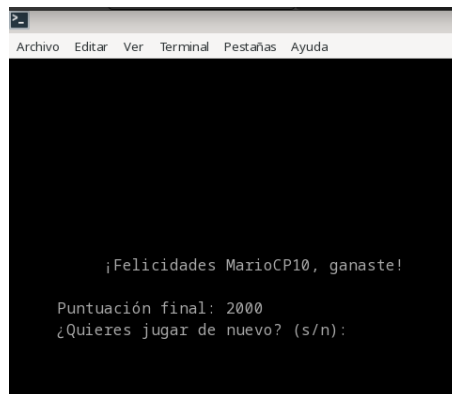 Archivo Editar Ver Terminal Pestañas Ayuda
¡Felicidades MarioCP10, ganaste!
Puntuación final: 2000
¿Quieres jugar de nuevo? (s/n):